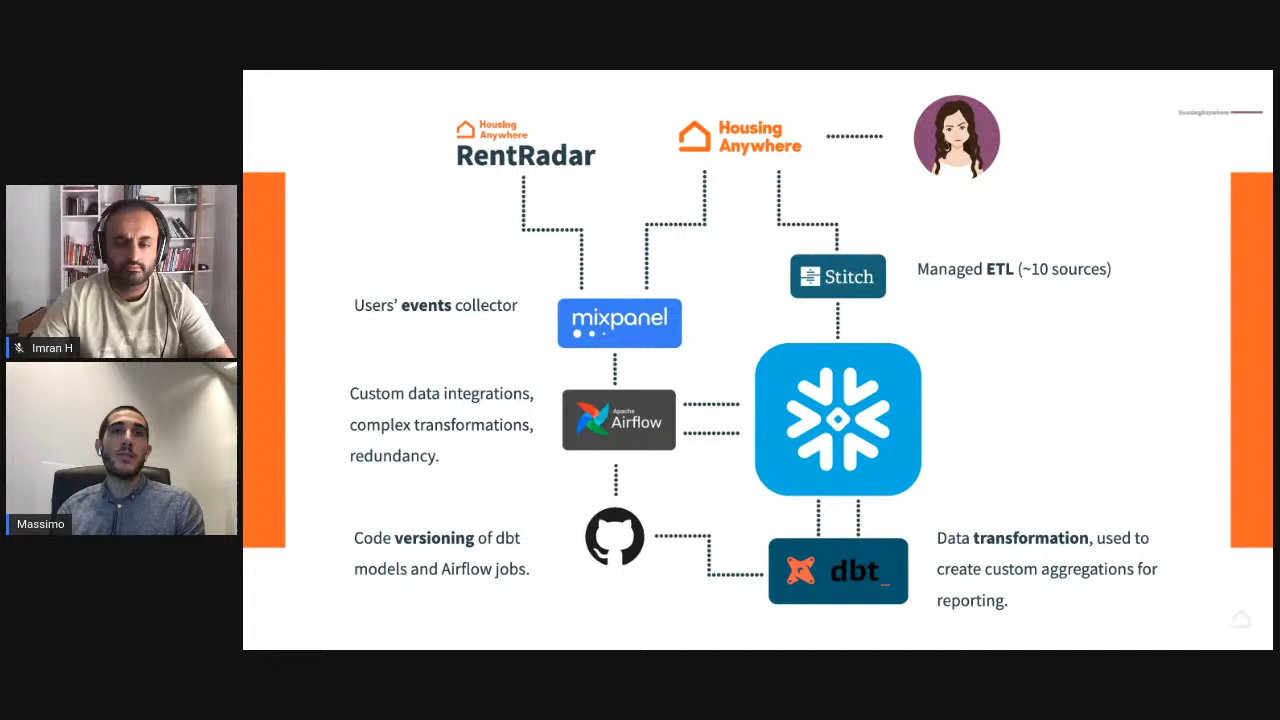 Housing
Anywhere
RentRadar
Housing
Anywhere
HousingAnywhere
Stitch
Managed ETL (~10 sources)
Users' events collector
mixpanel
Imran H
Custom data integrations,
complex transformations,
redundancy.
Apache
Airflow
Massimo
Code versioning of dbt
models and Airflow jobs.
dbt_
Data transformation, used to
create custom aggregations for
reporting.